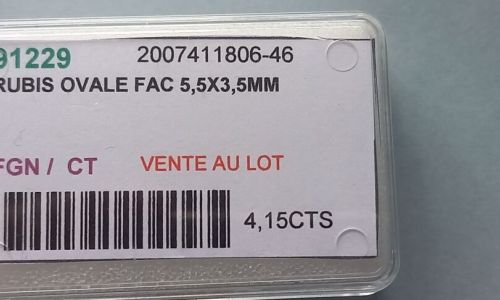 91229 2007411806-46
RUBIS OVALE FAC 5,5X3,5MM
FGN / CT VENTE AU LOT
4,15CTS